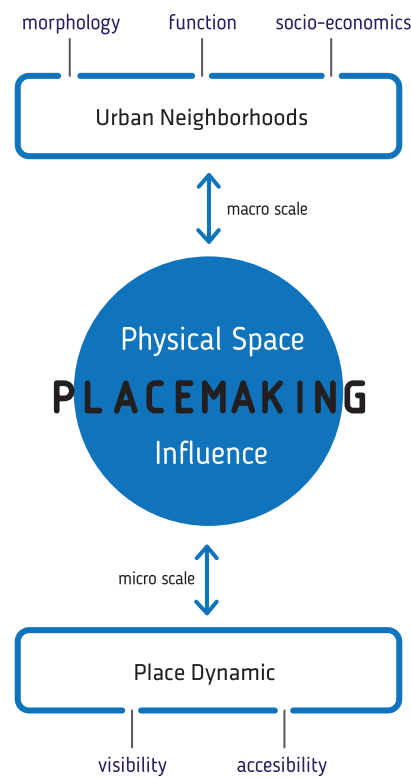 morphology function socio-economics
Urban Neighborhoods
macro scale
Physical Space
PLACEMAKING
Influence
micro scale
Place Dynamic
visibility accesibility